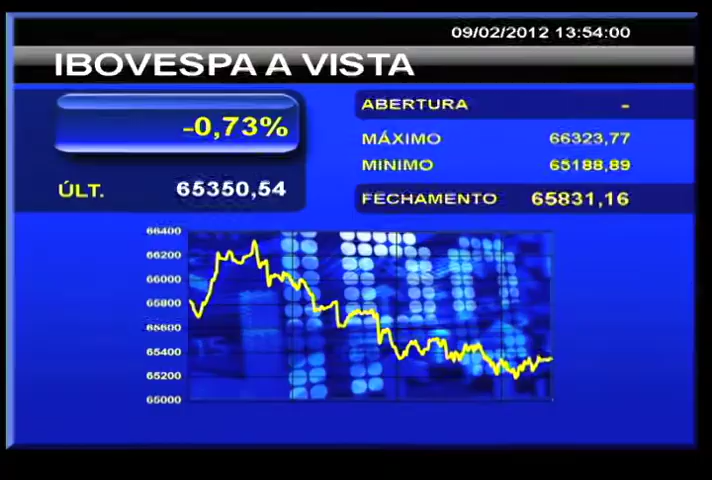 09/02/2012 13:54:00
IBOVESPA A VISTA
-0,73%
ÚLT. 65350,54
ABERTURA -
MÁXIMO 66323,77
MINIMO 65188,89
FECHAMENTO 65831,16
66400
66200
66000
65800
65600
65400
65200
65000